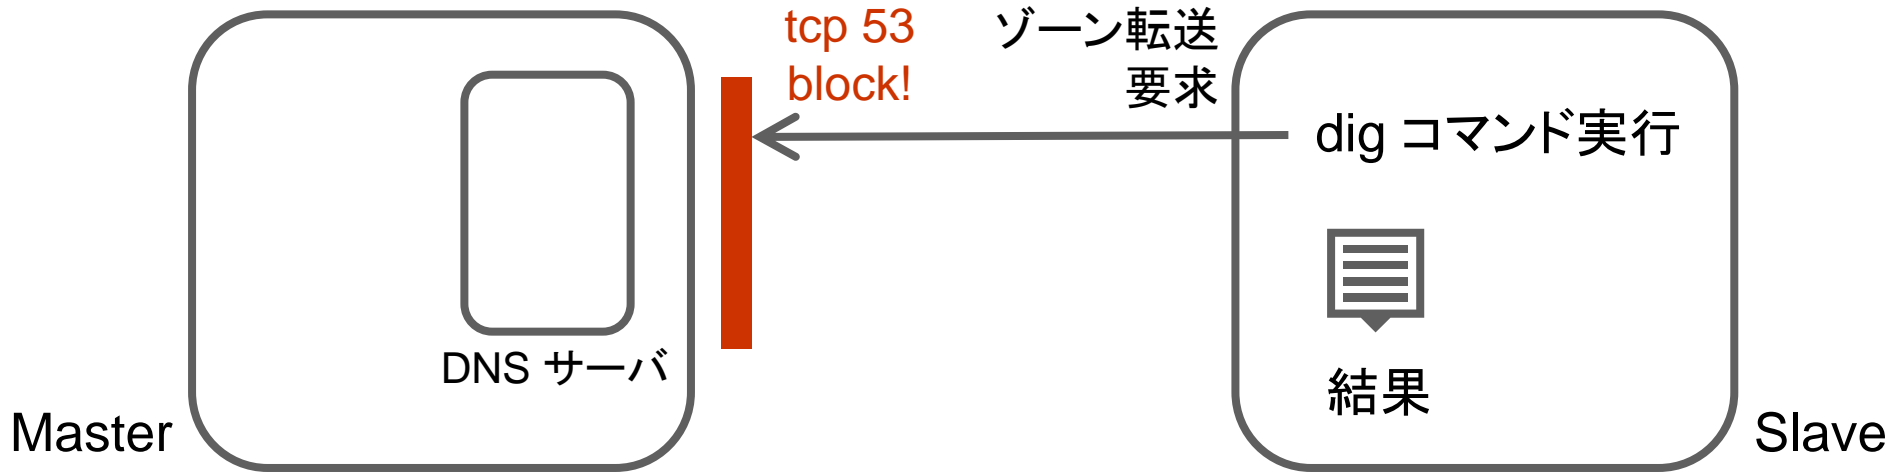 tcp 53
block!
ゾーン転送
要求
dig コマンド実行
DNS サーバ
結果
Master
Slave